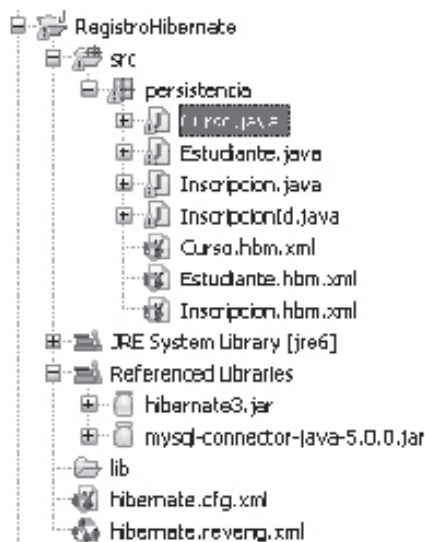 RegistroHibernate
src
persistencia
Curso.java
Estudiante.java
Inscripcion.java
InscripcionId.java
Curso.hbm.xml
Estudiante.hbm.xml
Inscripcion.hbm.xml
JRE System Library [jre6]
Referenced Libraries
hibernate3.jar
mysql-connector-java-5.0.0.jar
lib
hibernate.cfg.xml
hibernate.reveng.xml